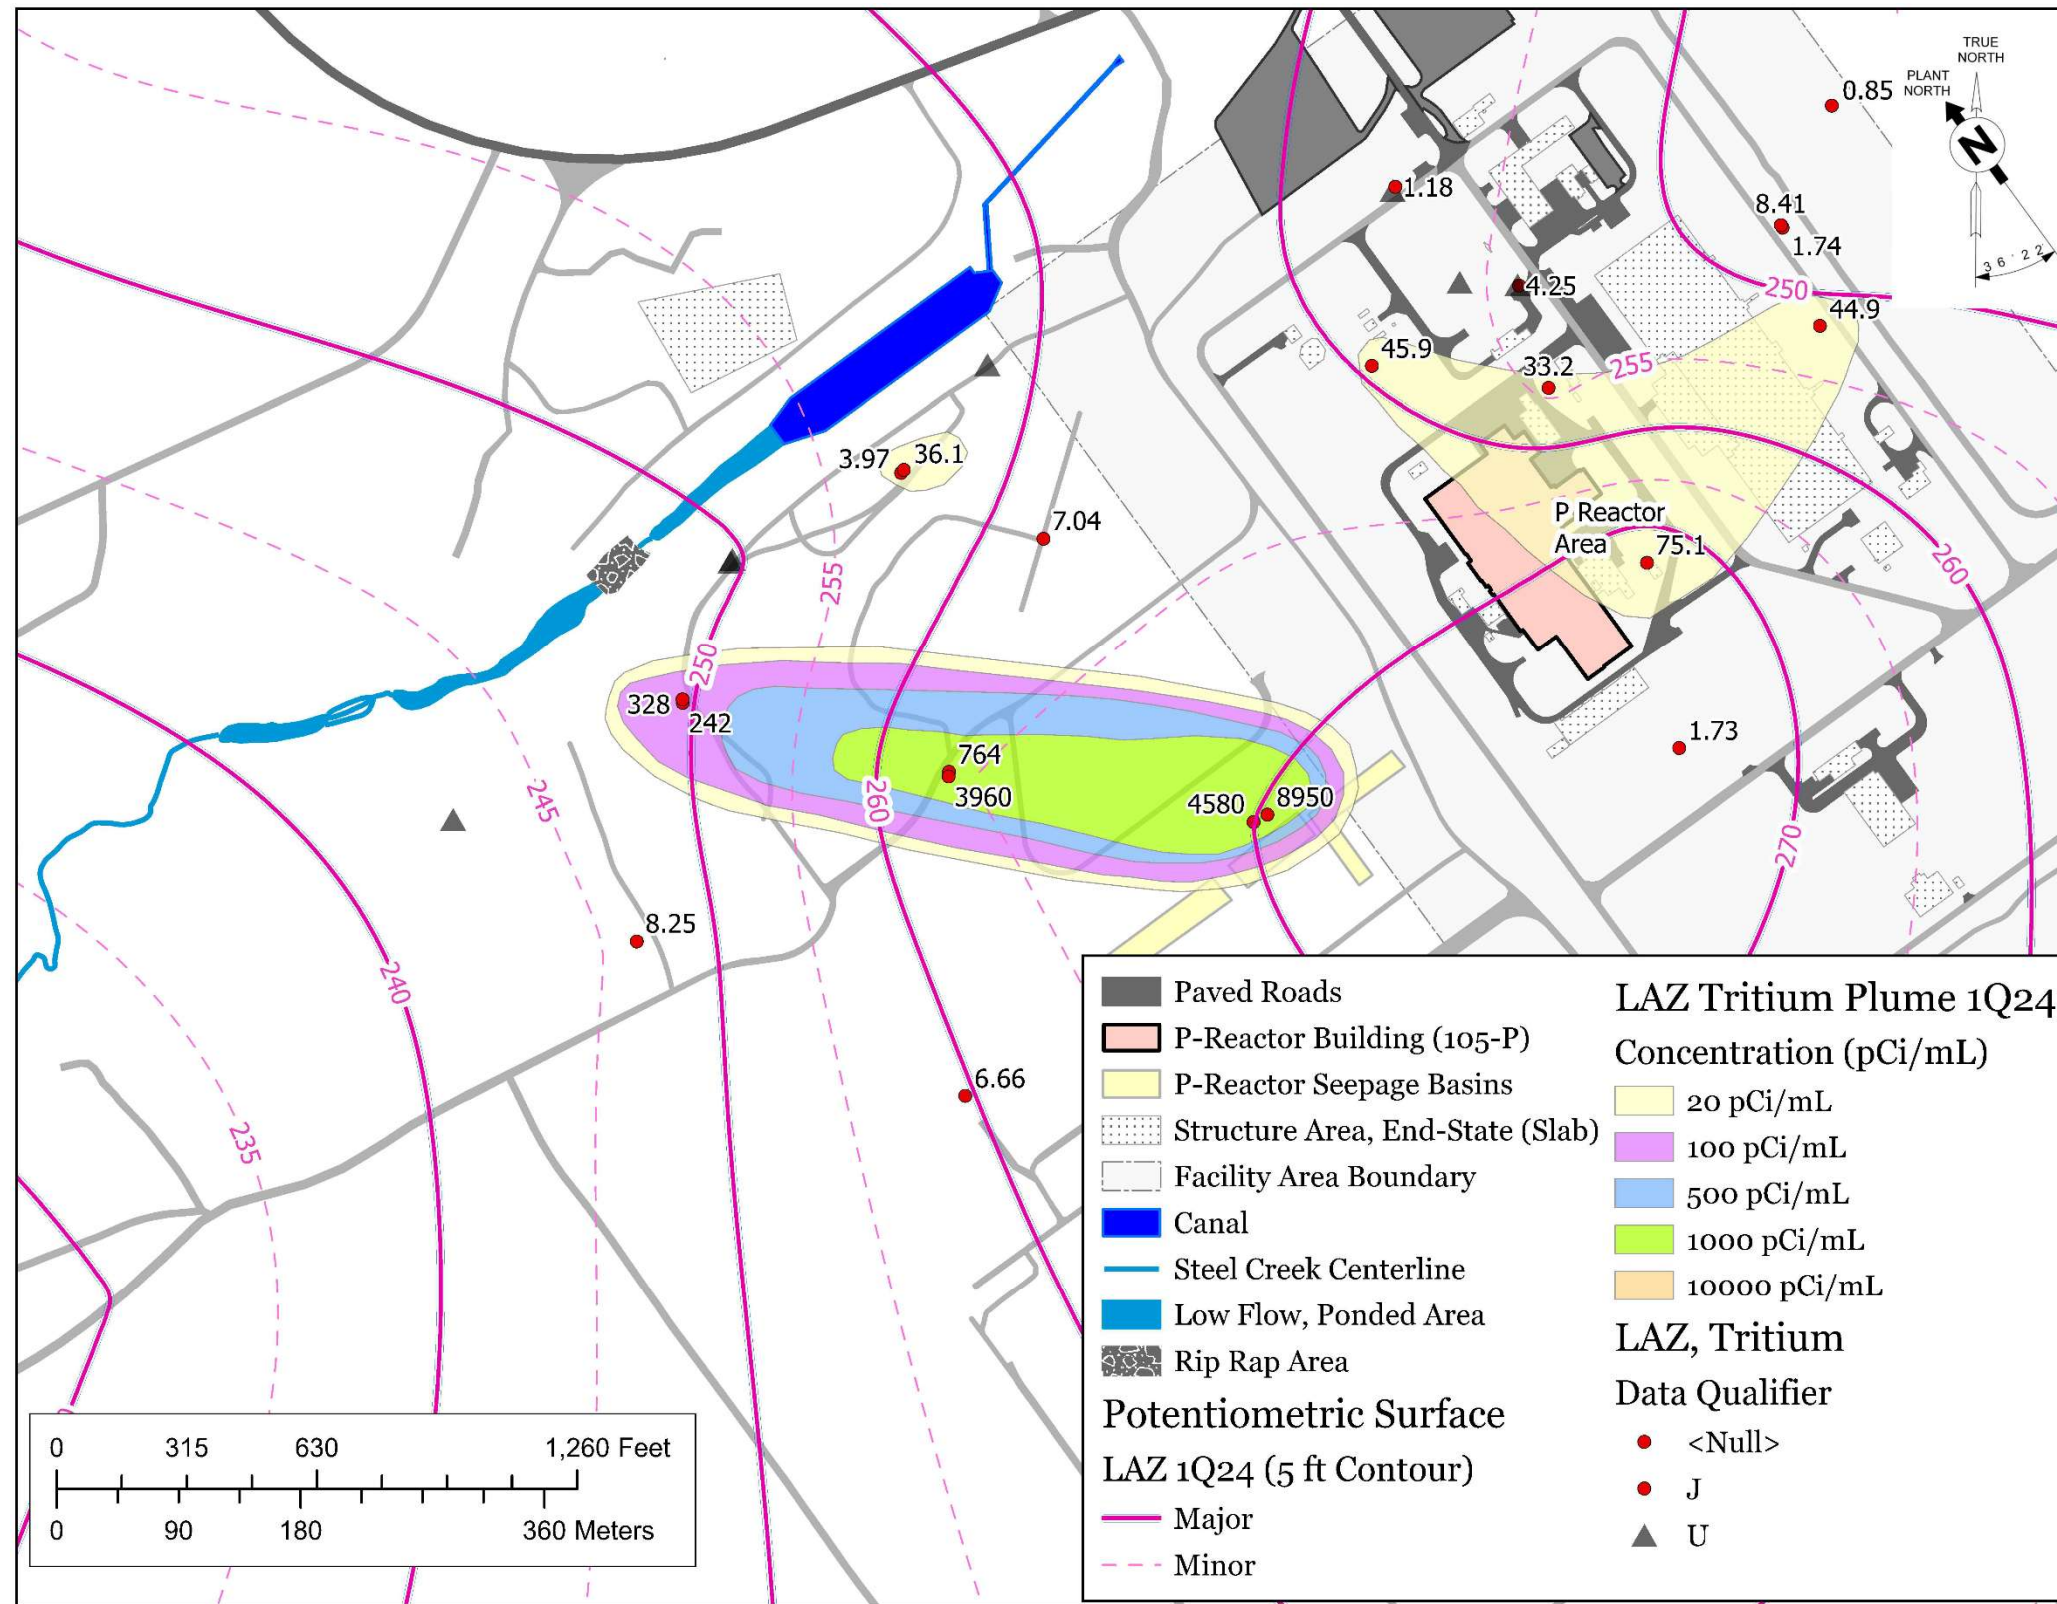 TRUE
NORTH
PLANT
NORTH
N
36°22'
0.85
1.18
8.41
1.74
4.25
250
44.9
45.9
33.2
255
3.97
36.1
7.04
P Reactor
Area
75.1
260
255
250
328
242
764
3960
4580
8950
1.73
245
260
270
8.25
240
6.66
235
Paved Roads
P-Reactor Building (105-P)
P-Reactor Seepage Basins
Structure Area, End-State (Slab)
Facility Area Boundary
Canal
Steel Creek Centerline
Low Flow, Ponded Area
Rip Rap Area
Potentiometric Surface
LAZ 1Q24 (5 ft Contour)
Major
Minor
LAZ Tritium Plume 1Q24
Concentration (pCi/mL)
20 pCi/mL
100 pCi/mL
500 pCi/mL
1000 pCi/mL
10000 pCi/mL
LAZ, Tritium
Data Qualifier
<Null>
J
U
0 315 630 1,260 Feet
0 90 180 360 Meters